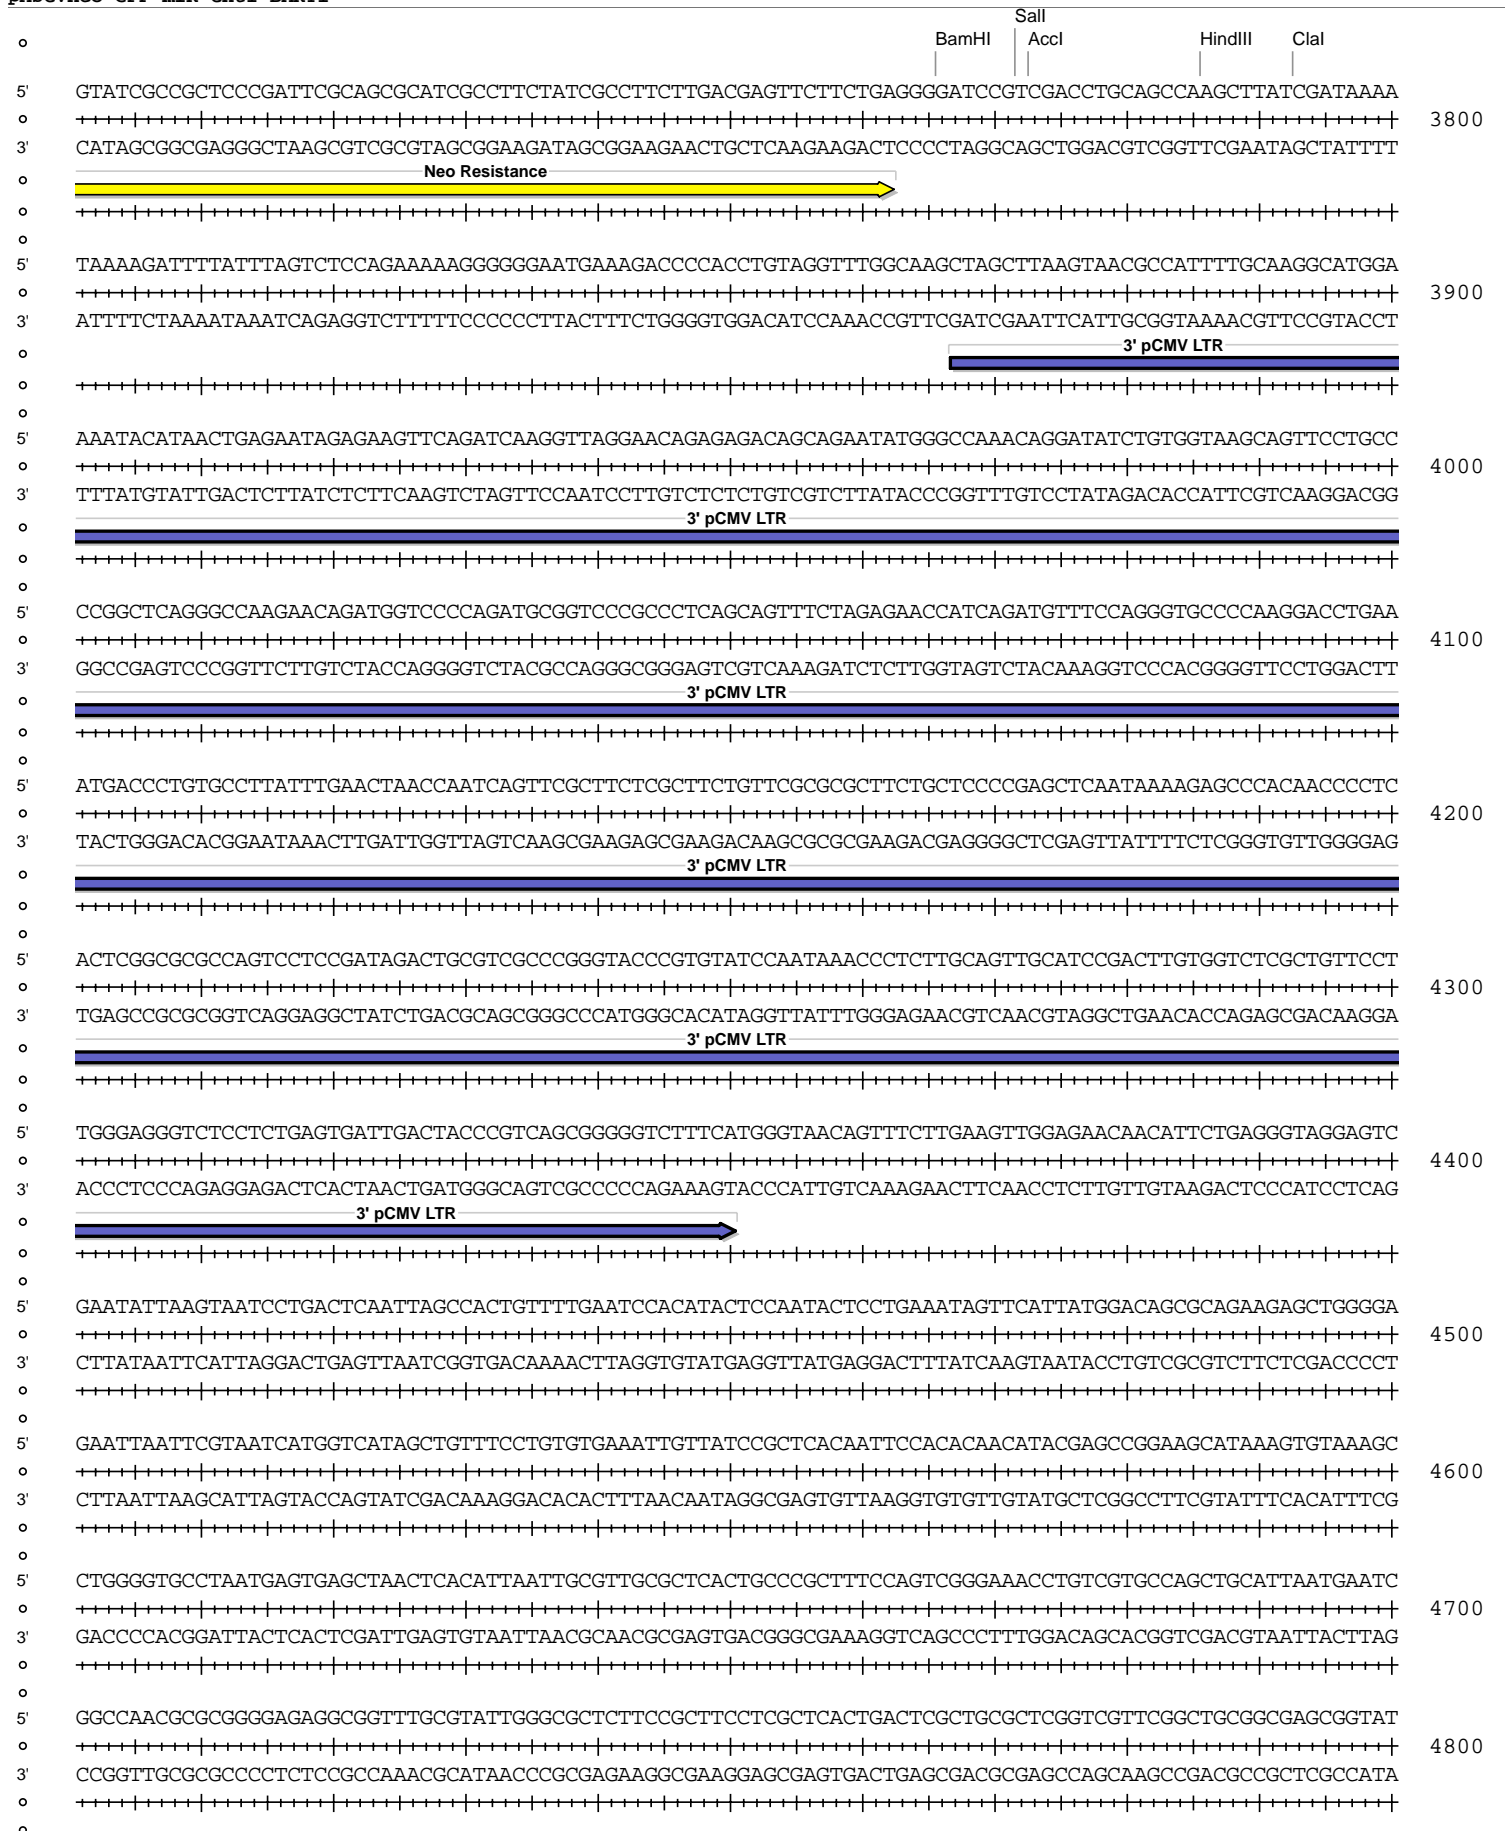 SalI
BamHI AccI HindIII ClaI
5' GTATCGCCGCTCCCGATTCGCAGCGCATCGCCTTCTATCGCCTTCTTGACGAGTTCTTCTGAGGGGATCCGTCGACCTGCAGCCAAGCTTATCGATAAAA
3800
3' CATAGCGGCGAGGGCTAAGCGTCGCGTAGCGGAAGATAGCGGAAGAACTGCTCAAGAAGACTCCCCTAGGCAGCTGGACGTCGGTTCGAATAGCTATTTT
Neo Resistance
5' TAAAAGATTTTATTTAGTCTCCAGAAAAAGGGGGGAATGAAAGACCCCACCTGTAGGTTTGGCAAGCTAGCTTAAGTAACGCCATTTTGCAAGGCATGGA
3900
3' ATTTTCTAAAATAAATCAGAGGTCTTTTTCCCCCCTTACTTTCTGGGGTGGACATCCAAACCGTTCGATCGAATTCATTGCGGTAAAACGTTCCGTACCT
3' pCMV LTR
5' AAATACATAACTGAGAATAGAGAAGTTCAGATCAAGGTTAGGAACAGAGAGACAGCAGAATATGGGCCAAACAGGATATCTGTGGTAAGCAGTTCCTGCC
4000
3' TTTATGTATTGACTCTTATCTCTTCAAGTCTAGTTCCAATCCTTGTCTCTCTGTCGTCTTATACCCGGTTTGTCCTATAGACACCATTCGTCAAGGACGG
3' pCMV LTR
5' CCGGCTCAGGGCCAAGAACAGATGGTCCCCAGATGCGGTCCCGCCCTCAGCAGTTTCTAGAGAACCATCAGATGTTTCCAGGGTGCCCCAAGGACCTGAA
4100
3' GGCCGAGTCCCGGTTCTTGTCTACCAGGGGTCTACGCCAGGGCGGGAGTCGTCAAAGATCTCTTGGTAGTCTACAAAGGTCCCACGGGGTTCCTGGACTT
3' pCMV LTR
5' ATGACCCTGTGCCTTATTTGAACTAACCAATCAGTTCGCTTCTCGCTTCTGTTCGCGCGCTTCTGCTCCCCGAGCTCAATAAAAGAGCCCACAACCCCTC
4200
3' TACTGGGACACGGAATAAACTTGATTGGTTAGTCAAGCGAAGAGCGAAGACAAGCGCGCGAAGACGAGGGGCTCGAGTTATTTTCTCGGGTGTTGGGGAG
3' pCMV LTR
5' ACTCGGCGCGCCAGTCCTCCGATAGACTGCGTCGCCCGGGTACCCGTGTATCCAATAAACCCTCTTGCAGTTGCATCCGACTTGTGGTCTCGCTGTTCCT
4300
3' TGAGCCGCGCGGTCAGGAGGCTATCTGACGCAGCGGGCCCATGGGCACATAGGTTATTTGGGAGAACGTCAACGTAGGCTGAACACCAGAGCGACAAGGA
3' pCMV LTR
5' TGGGAGGGTCTCCTCTGAGTGATTGACTACCCGTCAGCGGGGGTCTTTCATGGGTAACAGTTTCTTGAAGTTGGAGAACAACATTCTGAGGGTAGGAGTC
4400
3' ACCCTCCCAGAGGAGACTCACTAACTGATGGGCAGTCGCCCCCAGAAAGTACCCATTGTCAAAGAACTTCAACCTCTTGTTGTAAGACTCCCATCCTCAG
3' pCMV LTR
5' GAATATTAAGTAATCCTGACTCAATTAGCCACTGTTTTGAATCCACATACTCCAATACTCCTGAAATAGTTCATTATGGACAGCGCAGAAGAGCTGGGGA
4500
3' CTTATAATTCATTAGGACTGAGTTAATCGGTGACAAAACTTAGGTGTATGAGGTTATGAGGACTTTATCAAGTAATACCTGTCGCGTCTTCTCGACCCCT
5' GAATTAATTCGTAATCATGGTCATAGCTGTTTCCTGTGTGAAATTGTTATCCGCTCACAATTCCACACAACATACGAGCCGGAAGCATAAAGTGTAAAGC
4600
3' CTTAATTAAGCATTAGTACCAGTATCGACAAAGGACACACTTTAACAATAGGCGAGTGTTAAGGTGTGTTGTATGCTCGGCCTTCGTATTTCACATTTCG
5' CTGGGGTGCCTAATGAGTGAGCTAACTCACATTAATTGCGTTGCGCTCACTGCCCGCTTTCCAGTCGGGAAACCTGTCGTGCCAGCTGCATTAATGAATC
4700
3' GACCCCACGGATTACTCACTCGATTGAGTGTAATTAACGCAACGCGAGTGACGGGCGAAAGGTCAGCCCTTTGGACAGCACGGTCGACGTAATTACTTAG
5' GGCCAACGCGCGGGGAGAGGCGGTTTGCGTATTGGGCGCTCTTCCGCTTCCTCGCTCACTGACTCGCTGCGCTCGGTCGTTCGGCTGCGGCGAGCGGTAT
4800
3' CCGGTTGCGCGCCCCTCTCCGCCAAACGCATAACCCGCGAGAAGGCGAAGGAGCGAGTGACTGAGCGACGCGAGCCAGCAAGCCGACGCCGCTCGCCATA